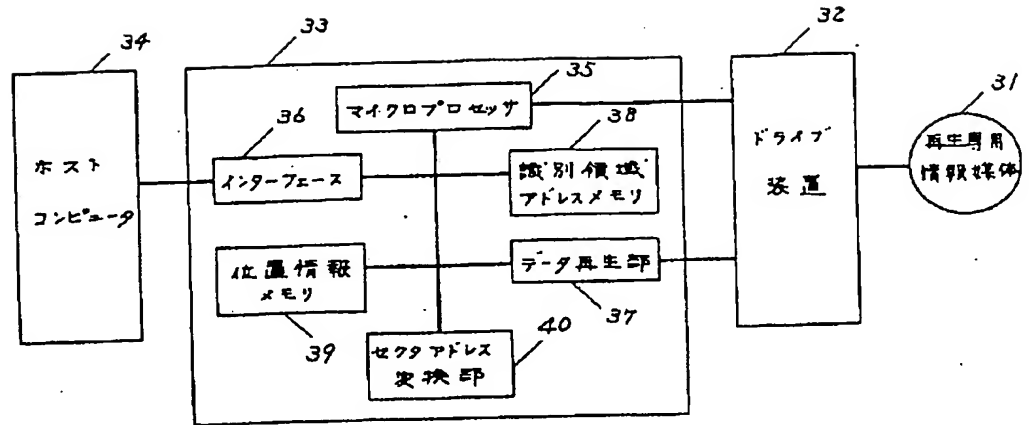 34
33
32
31
35
36
38
マイクロプロセッサ
ホスト
コンピュータ
インターフェース
識別領域
アドレスメモリ
ドライブ
装置
再生専用
情報媒体
位置情報
メモリ
データ再生部
39
37
40
セクタアドレス
変換部